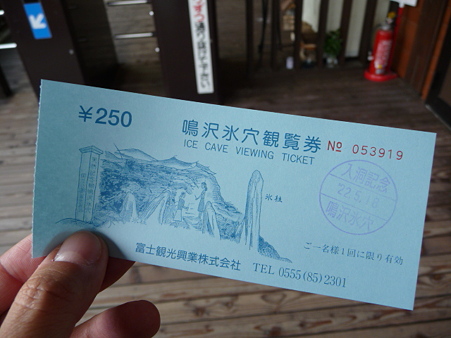 ¥250
鳴沢氷穴観覧券
№ 053919
ICE CAVE VIEWING TICKET
氷柱
入洞記念
鳴沢氷穴
ご一名様1回に限り有効
富士観光興業株式会社 TEL 0555(85)2301